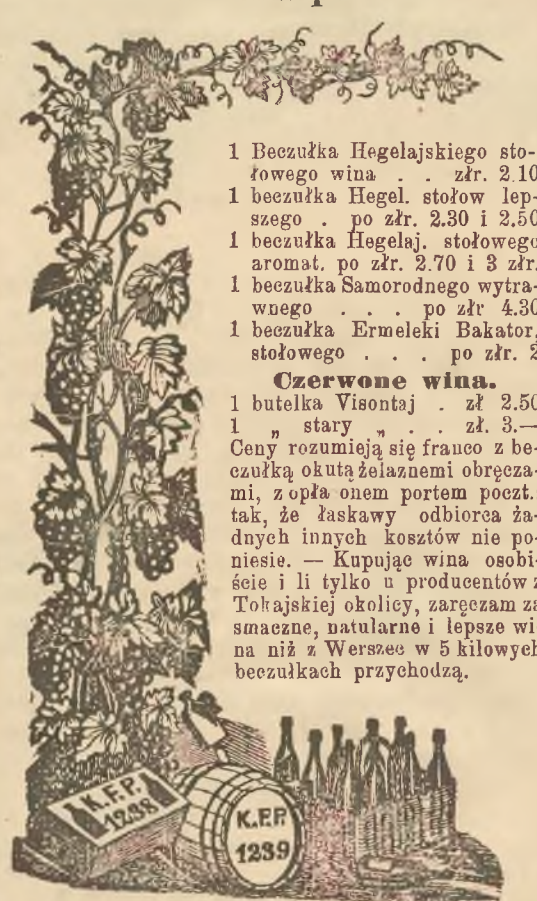 1 Beczułka Hegelajskiego sto-
łowego wina . . złr. 2.10
1 beczułka Hegel. stołow lep-
szego . po złr. 2.30 i 2.50
1 beczułka Hegelaj. stołowego
aromat. po złr. 2.70 i 3 złr.
1 beczułka Samorodnego wytra-
wnego . . . po złr 4.30
1 beczułka Ermeleki Bakator,
stołowego . . . po złr. 2
Czerwone wina.
1 butelka Visontaj . zł 2.50
1 „ stary „ . . zł. 3.—
Ceny rozumieją się franco z be-
czułką okutą żelaznemi obręcza-
mi, z opła onem portem poczt.
tak, że łaskawy odbiorca ża-
dnych innych kosztów nie po-
niesie. — Kupując wina osobi-
ście i li tylko u producentów z
Tokajskiej okolicy, zaręczam za
smaczne, natularne i lepsze wi-
na niż z Werszec w 5 kilowych
beczułkach przychodzą.
K.F.P.
1238
K.F.P.
1239